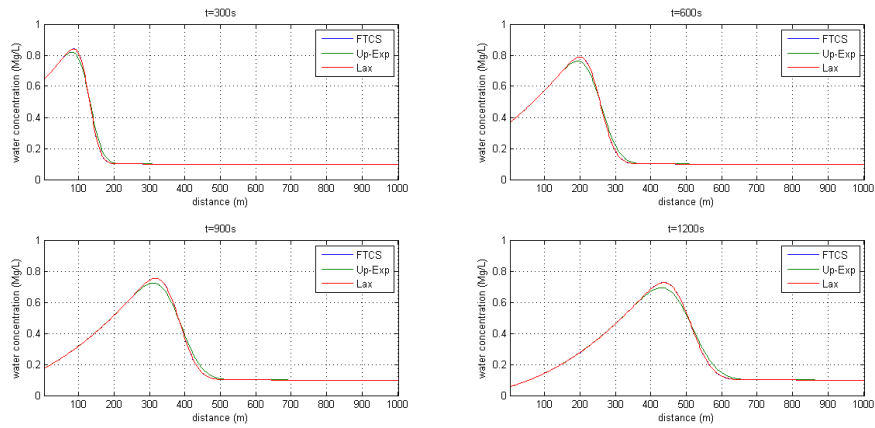 t=300s
water concentration (Mg/L)
1
0.8
0.6
0.4
0.2
0
100 200 300 400 500 600 700 800 900 1000
distance (m)
FTCS
Up-Exp
Lax
t=600s
water concentration (Mg/L)
1
0.8
0.6
0.4
0.2
0
100 200 300 400 500 600 700 800 900 1000
distance (m)
FTCS
Up-Exp
Lax
t=900s
water concentration (Mg/L)
1
0.8
0.6
0.4
0.2
0
100 200 300 400 500 600 700 800 900 1000
distance (m)
FTCS
Up-Exp
Lax
t=1200s
water concentration (Mg/L)
1
0.8
0.6
0.4
0.2
0
100 200 300 400 500 600 700 800 900 1000
distance (m)
FTCS
Up-Exp
Lax